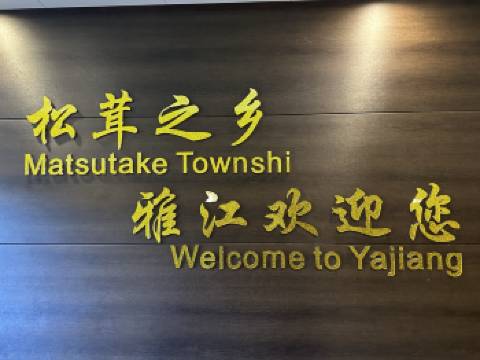 松茸之乡
Matsutake Townshi
雅江欢迎您
Welcome to Yajiang